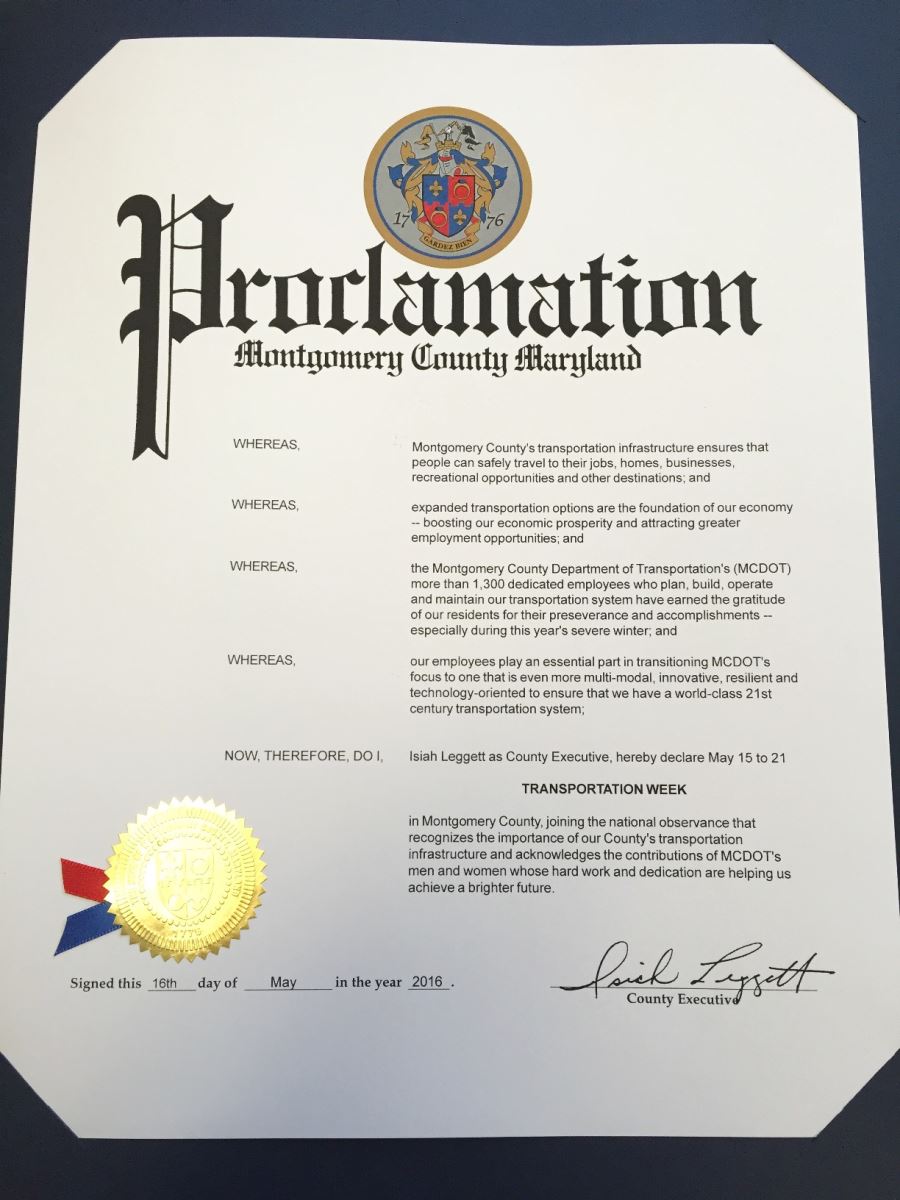 17 76
GARDEZ BIEN
Proclamation
Montgomery County Maryland
WHEREAS, Montgomery County's transportation infrastructure ensures that
people can safely travel to their jobs, homes, businesses,
recreational opportunities and other destinations; and
WHEREAS, expanded transportation options are the foundation of our economy
-- boosting our economic prosperity and attracting greater
employment opportunities; and
WHEREAS, the Montgomery County Department of Transportation's (MCDOT)
more than 1,300 dedicated employees who plan, build, operate
and maintain our transportation system have earned the gratitude
of our residents for their preseverance and accomplishments --
especially during this year's severe winter; and
WHEREAS, our employees play an essential part in transitioning MCDOT's
focus to one that is even more multi-modal, innovative, resilient and
technology-oriented to ensure that we have a world-class 21st
century transportation system;
NOW, THEREFORE, DO I, Isiah Leggett as County Executive, hereby declare May 15 to 21
TRANSPORTATION WEEK
in Montgomery County, joining the national observance that
recognizes the importance of our County's transportation
infrastructure and acknowledges the contributions of MCDOT's
men and women whose hard work and dedication are helping us
achieve a brighter future.
1776
Signed this 16th day of May in the year 2016 .
Isiah Leggett
County Executive